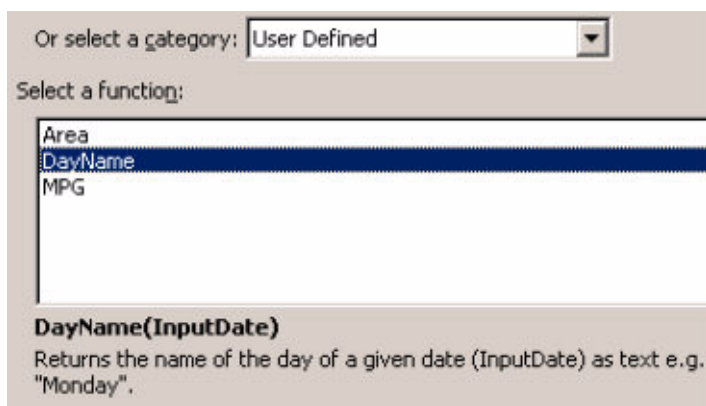 Or select a category: User Defined
Select a function:
Area
DayName
MPG
DayName(InputDate)
Returns the name of the day of a given date (InputDate) as text e.g.
"Monday".